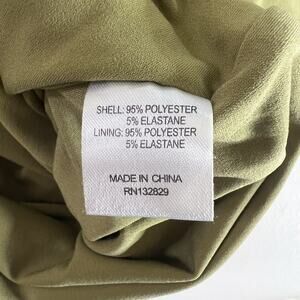 SHELL: 95% POLYESTER
5% ELASTANE
LINING: 95% POLYESTER
5% ELASTANE
MADE IN CHINA
RN132829